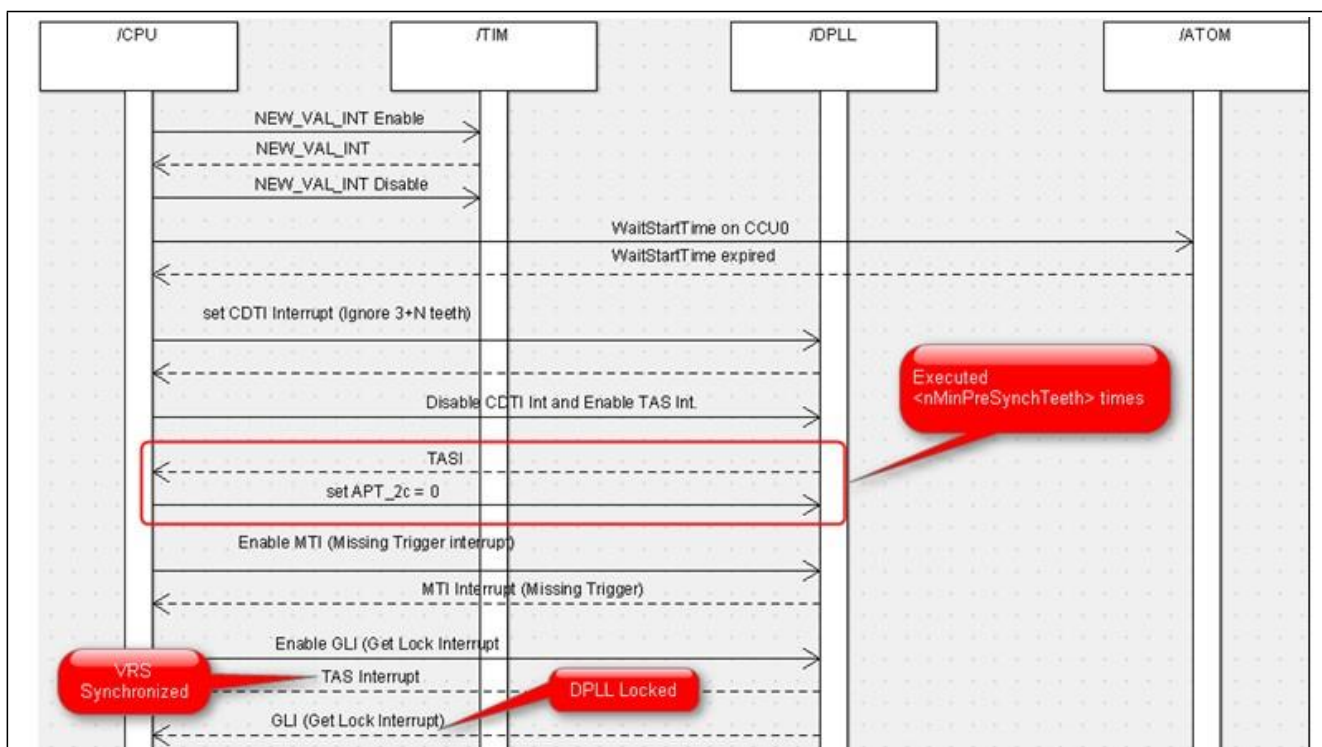 /CPU
/TIM
/DPLL
/ATOM
NEW_VAL_INT Enable
NEW_VAL_INT
NEW_VAL_INT Disable
WaitStartTime on CCU0
WaitStartTime expired
set CDTI Interrupt (Ignore 3+N teeth)
Executed
<nMinPreSynchTeeth> times
Disable CDTI Int and Enable TAS Int.
TASI
set APT_2c = 0
Enable MTI (Missing Trigger interrupt)
MTI Interrupt (Missing Trigger)
Enable GLI (Get Lock Interrupt
VRS
Synchronized
TAS Interrupt
DPLL Locked
GLI (Get Lock Interrupt)